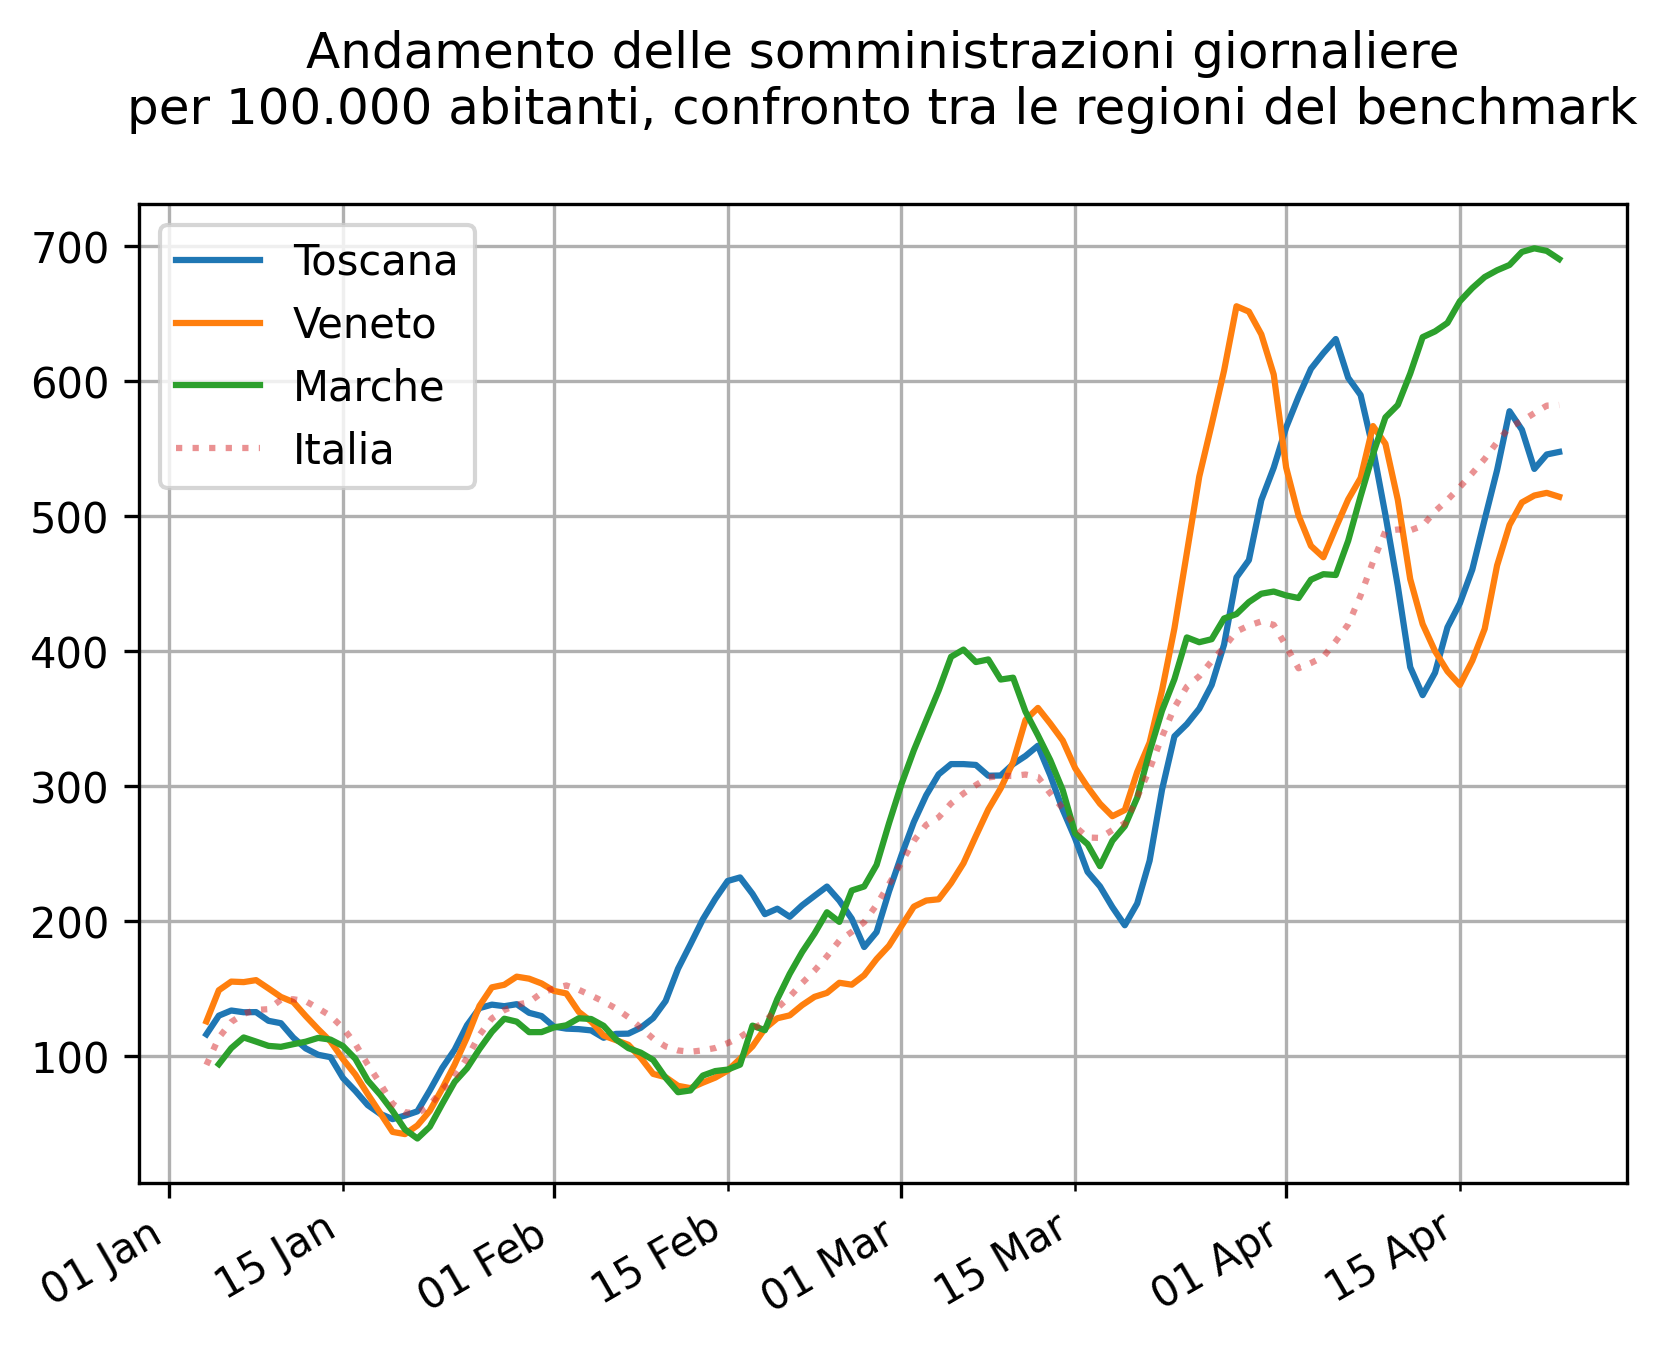 Andamento delle somministrazioni giornaliere
per 100.000 abitanti, confronto tra le regioni del benchmark
Toscana
Veneto
Marche
Italia
700
600
500
400
300
200
100
01 Jan
15 Jan
01 Feb
15 Feb
01 Mar
15 Mar
01 Apr
15 Apr